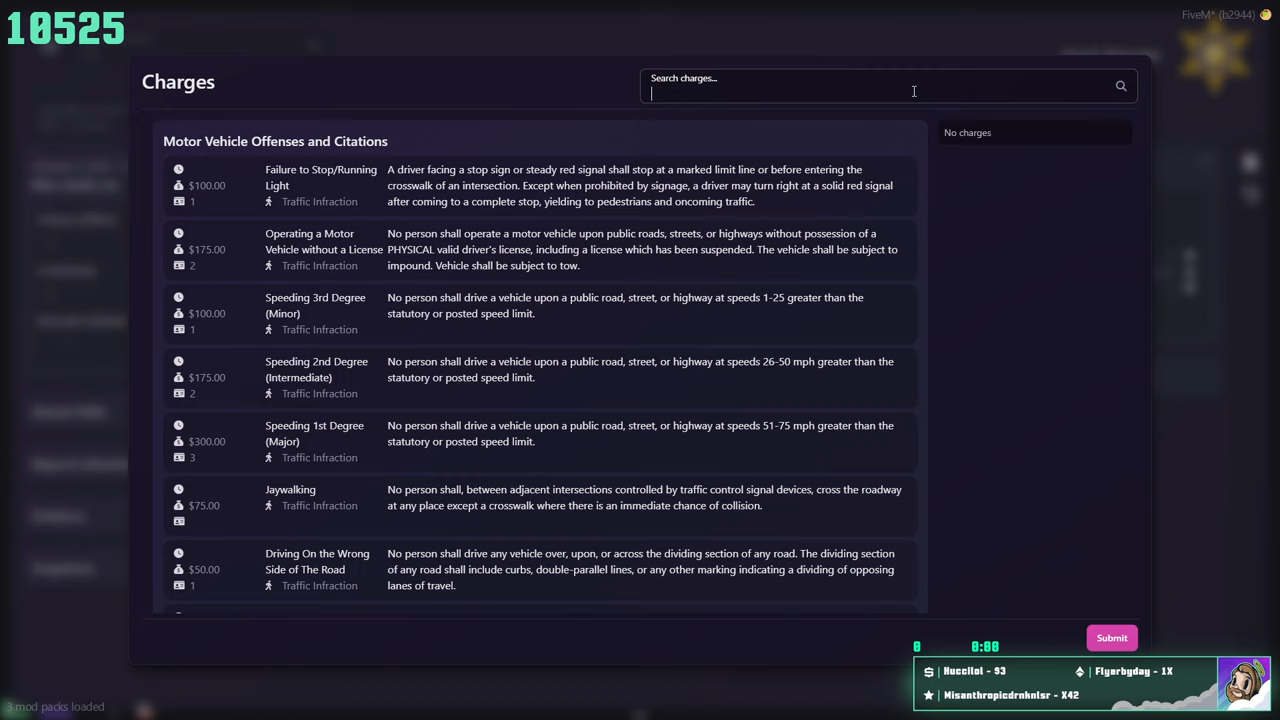 10525
FiveM* (b2944)
Charges
Search charges...
No charges
Motor Vehicle Offenses and Citations
$100.00
1
Failure to Stop/Running
Light
Traffic Infraction
A driver facing a stop sign or steady red signal shall stop at a marked limit line or before entering the
crosswalk of an intersection. Except when prohibited by signage, a driver may turn right at a solid red signal
after coming to a complete stop, yielding to pedestrians and oncoming traffic.
$175.00
2
Operating a Motor
Vehicle without a License
Traffic Infraction
No person shall operate a motor vehicle upon public roads, streets, or highways without possession of a
PHYSICAL valid driver's license, including a license which has been suspended. The vehicle shall be subject to
impound. Vehicle shall be subject to tow.
$100.00
1
Speeding 3rd Degree
(Minor)
Traffic Infraction
No person shall drive a vehicle upon a public road, street, or highway at speeds 1-25 greater than the
statutory or posted speed limit.
$175.00
2
Speeding 2nd Degree
(Intermediate)
Traffic Infraction
No person shall drive a vehicle upon a public road, street, or highway at speeds 26-50 mph greater than the
statutory or posted speed limit.
$300.00
3
Speeding 1st Degree
(Major)
Traffic Infraction
No person shall drive a vehicle upon a public road, street, or highway at speeds 51-75 mph greater than the
statutory or posted speed limit.
$75.00
Jaywalking
Traffic Infraction
No person shall, between adjacent intersections controlled by traffic control signal devices, cross the roadway
at any place except a crosswalk where there is an immediate chance of collision.
$50.00
1
Driving On the Wrong
Side of The Road
Traffic Infraction
No person shall drive any vehicle over, upon, or across the dividing section of any road. The dividing section
of any road shall include curbs, double-parallel lines, or any other marking indicating a dividing of opposing
lanes of travel.
Submit
0 0:00
Huccilol - 93
Flyerbyday - 1X
Misanthropicdrnknlsr - X42
3 mod packs loaded